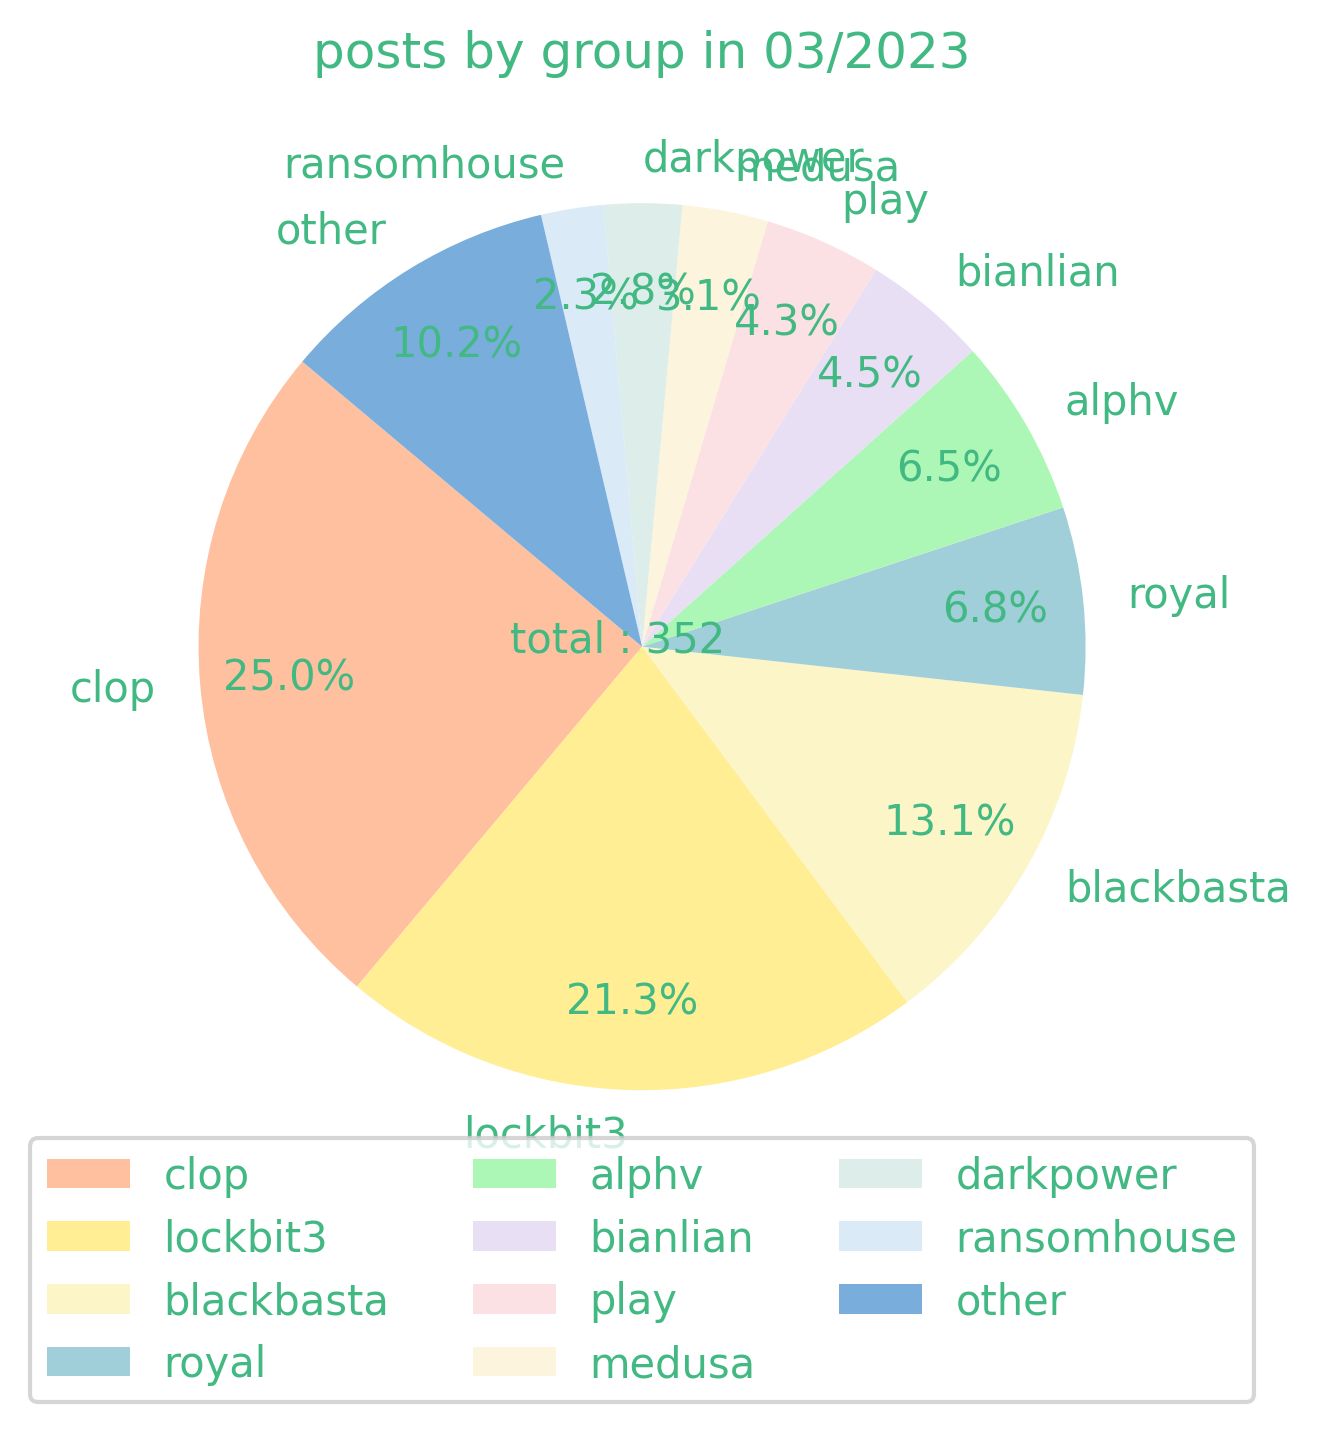 posts by group in 03/2023
darkpower
ransomhouse
medusa
play
other
bianlian
2.3%
2.8%
3.1%
4.3%
10.2%
4.5%
alphv
6.5%
royal
6.8%
total : 352
clop
25.0%
13.1%
blackbasta
21.3%
lockbit3
clop
alphv
darkpower
lockbit3
bianlian
ransomhouse
blackbasta
play
other
royal
medusa